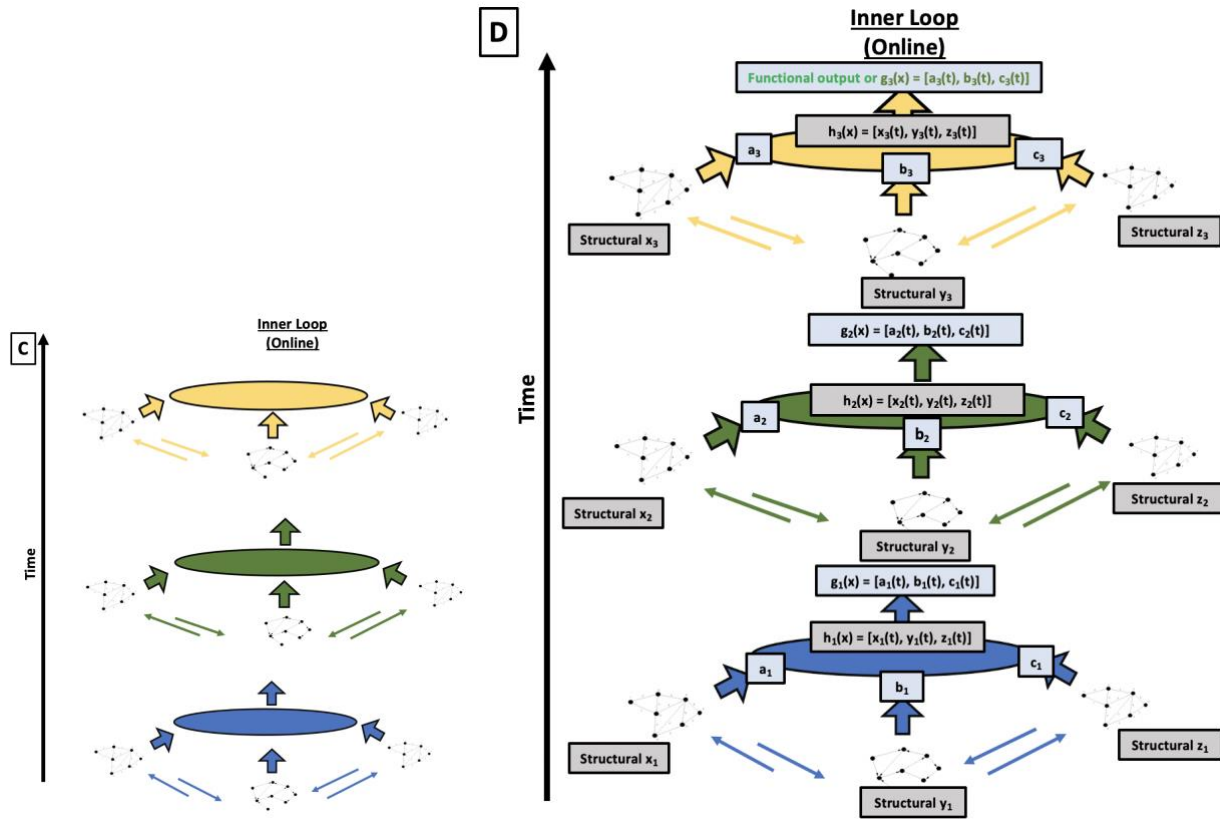 C
Inner Loop
(Online)
Time
D
Inner Loop
(Online)
Time
Functional output or g₃(x) = [a₃(t), b₃(t), c₃(t)]
h₃(x) = [x₃(t), y₃(t), z₃(t)]
a₃
b₃
c₃
Structural x₃
Structural z₃
Structural y₃
g₂(x) = [a₂(t), b₂(t), c₂(t)]
h₂(x) = [x₂(t), y₂(t), z₂(t)]
a₂
b₂
c₂
Structural x₂
Structural z₂
Structural y₂
g₁(x) = [a₁(t), b₁(t), c₁(t)]
h₁(x) = [x₁(t), y₁(t), z₁(t)]
a₁
b₁
c₁
Structural x₁
Structural z₁
Structural y₁